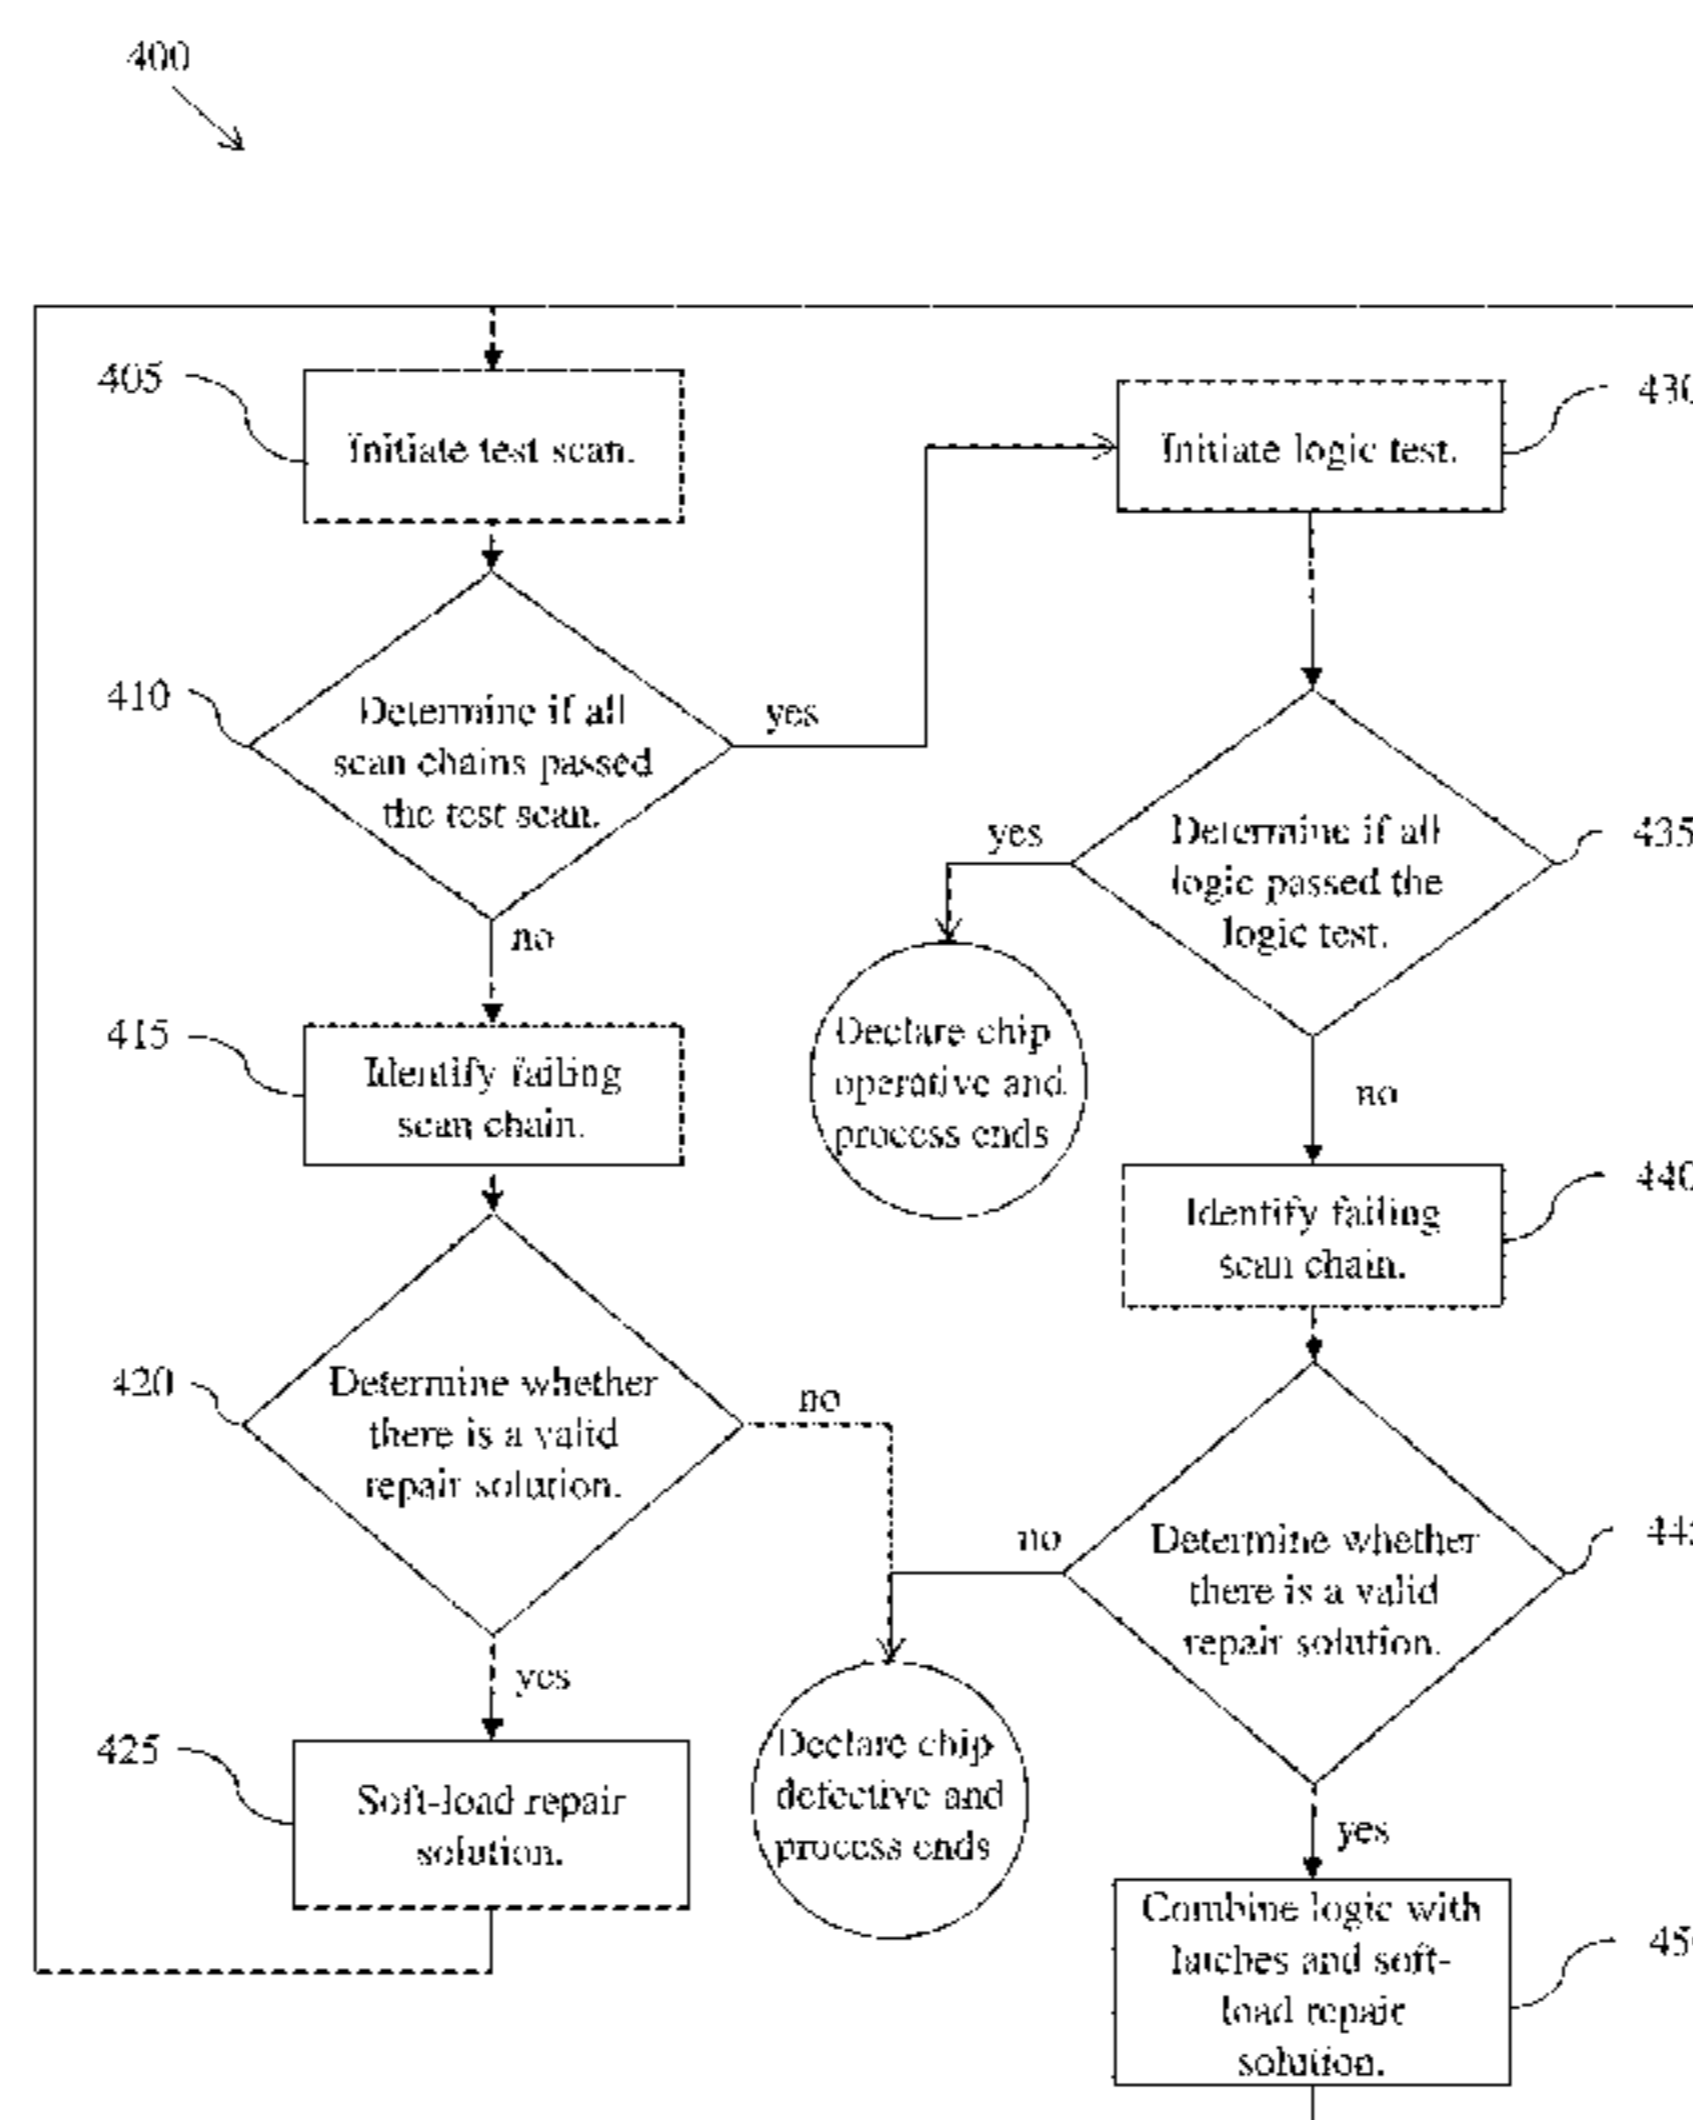 400
405
Initiate test scan.
410
Determine if all
scan chains passed
the test scan.
yes
no
415
Identify failing
scan chain.
420
Determine whether
there is a valid
repair solution.
no
yes
425
Soft-load repair
solution.
Initiate logic test.
Determine if all
logic passed the
logic test.
435
yes
Declare chip
operative and
process ends
no
Identify failing
scan chain.
Determine whether
there is a valid
repair solution.
no
Declare chip
defective and
process ends
yes
Combine logic with
latches and soft-
load repair
solution.